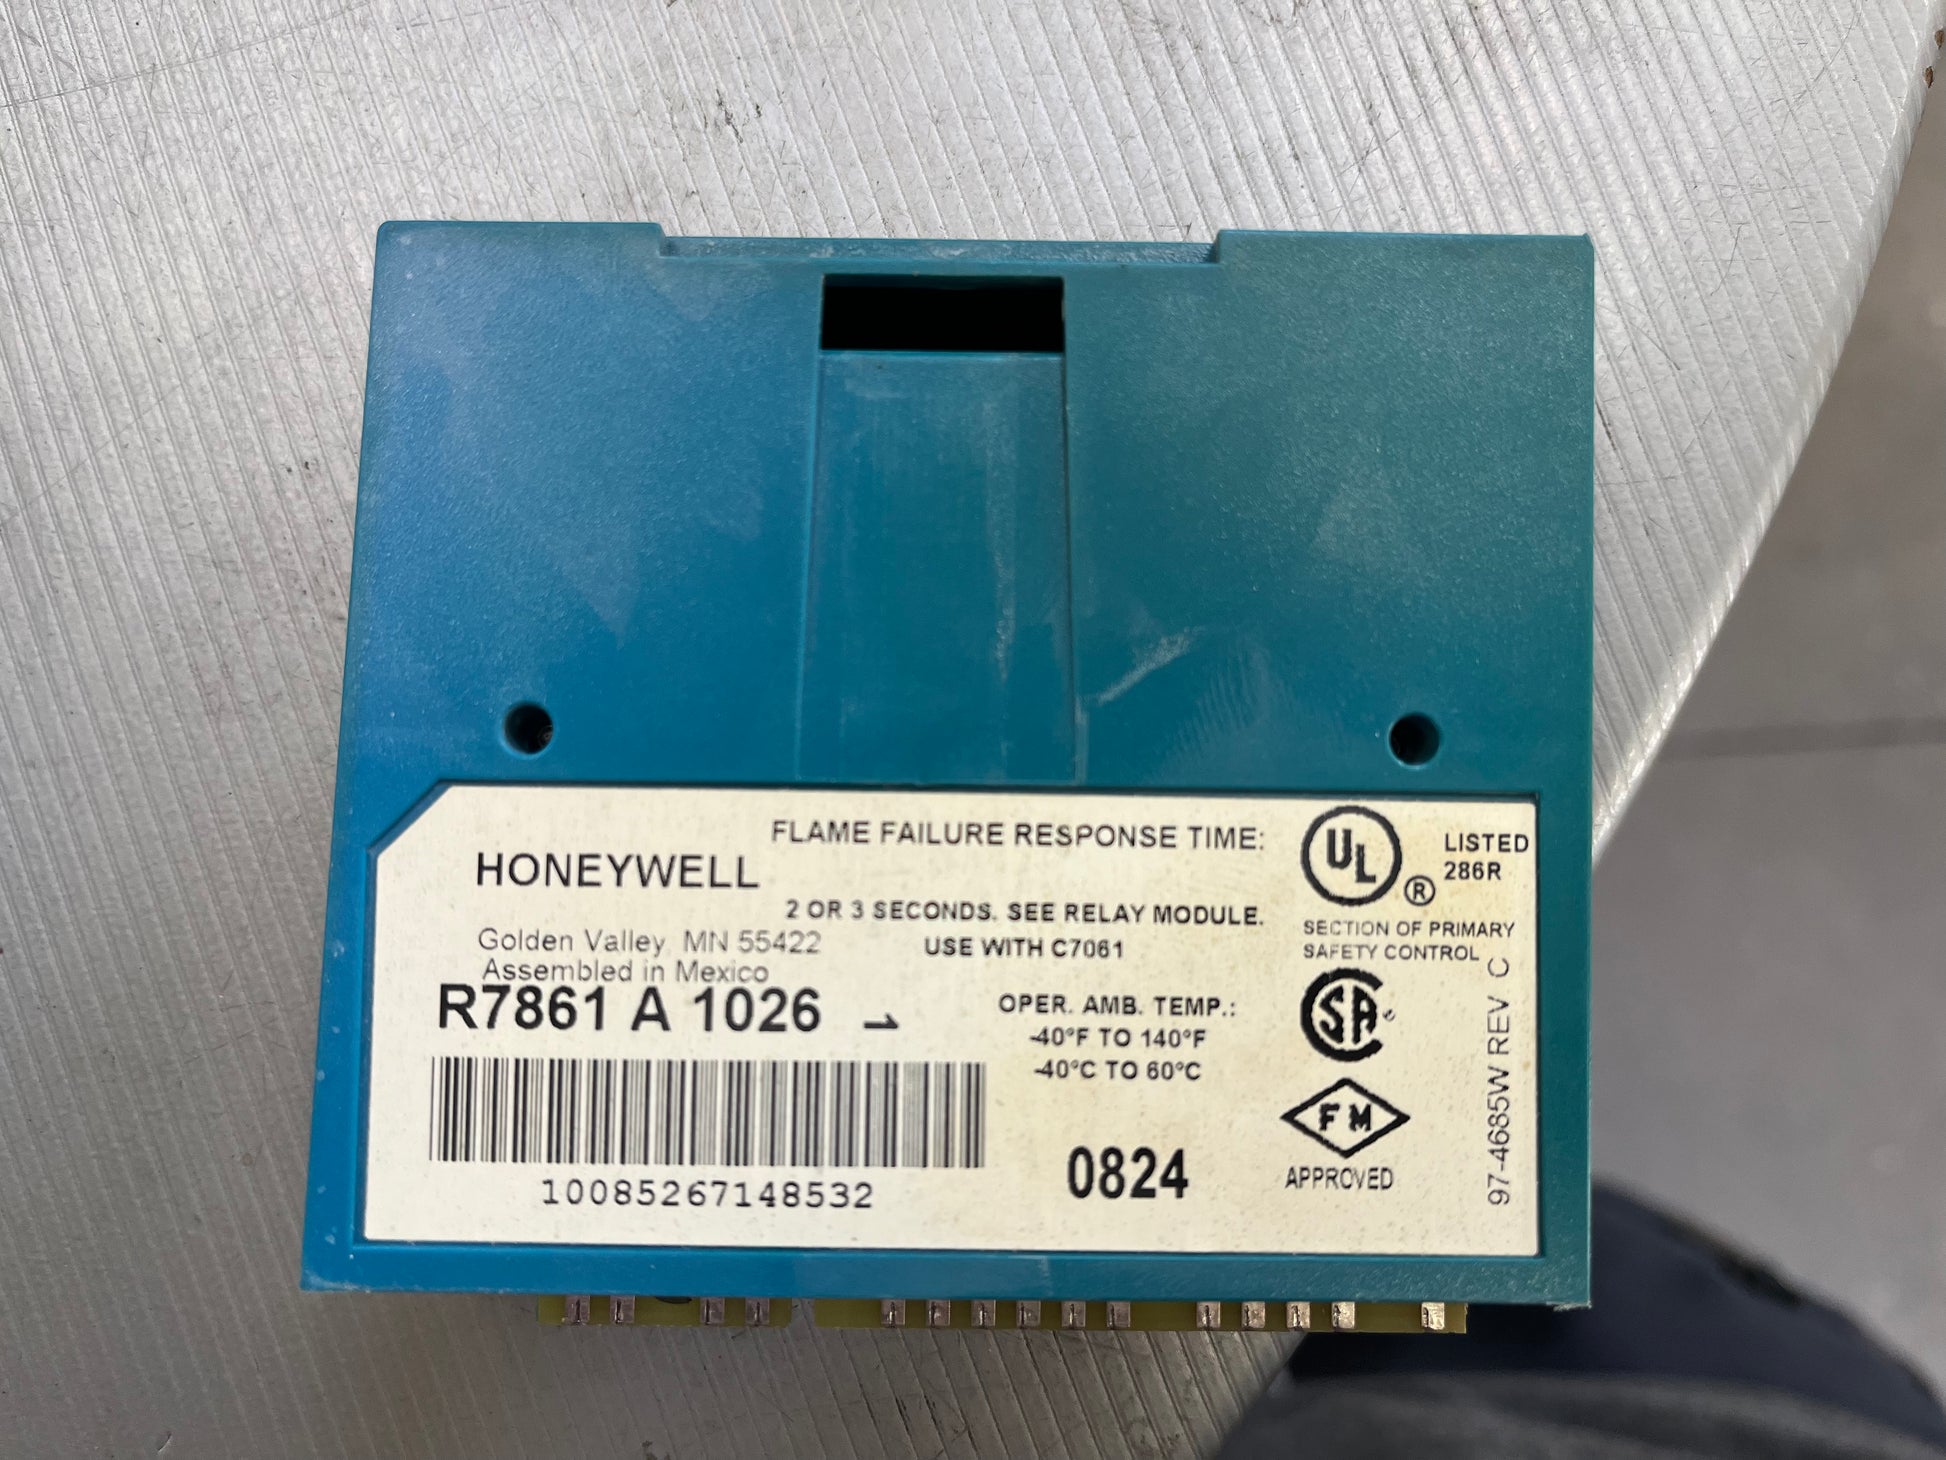 FLAME FAILURE RESPONSE TIME:
HONEYWELL
2 OR 3 SECONDS. SEE RELAY MODULE.
Golden Valley, MN 55422
USE WITH C7061
Assembled in Mexico
R7861 A 1026 1
OPER. AMB. TEMP.:
-40°F TO 140°F
-40°C TO 60°C
10085267148532
0824
UL ®
LISTED
286R
SECTION OF PRIMARY
SAFETY CONTROL
SA
FM
APPROVED
97-4685W REV C